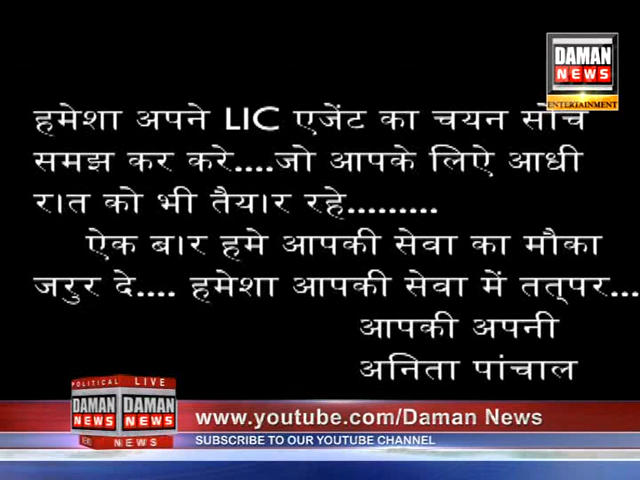 DAMAN
NEWS
ENTERTAINMENT
हमेशा अपने LIC एजेंट का चयन सोच
समझ कर करे....जो आपके लिऐ आधी
रात को भी तैयार रहे.........
ऐक बार हमे आपकी सेवा का मौका
जरुर दे.... हमेशा आपकी सेवा में तत्पर...
आपकी अपनी
अनिता पांचाल
POLITICAL LIVE
DAMAN DAMAN
NEWS NEWS
NEWS
www.youtube.com/Daman News
SUBSCRIBE TO OUR YOUTUBE CHANNEL